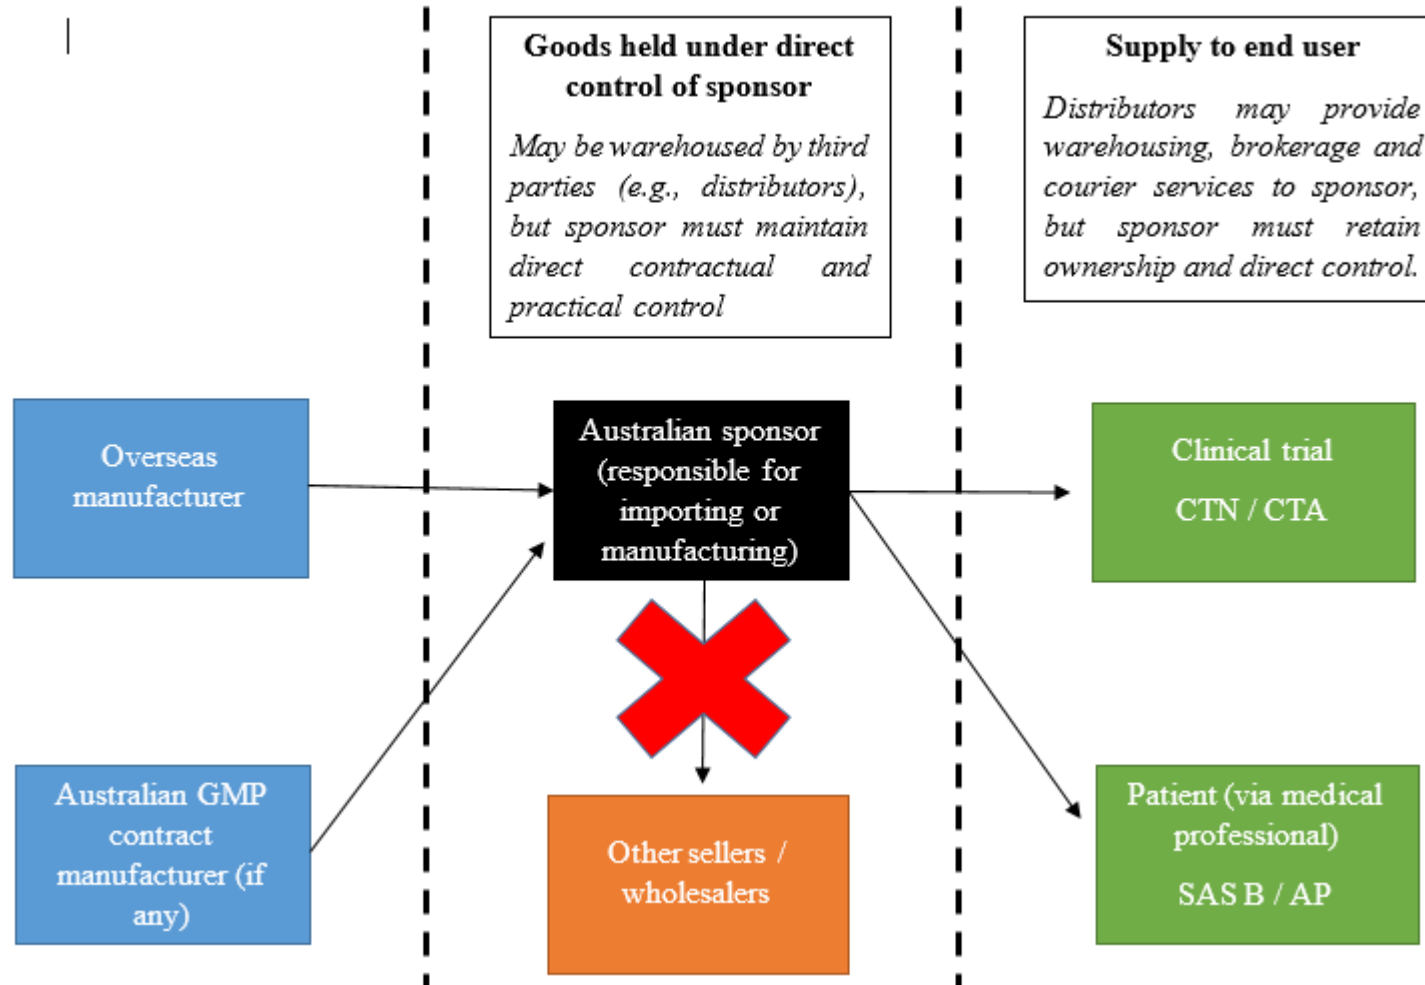 Goods held under direct
control of sponsor
May be warehoused by third
parties (e.g., distributors),
but sponsor must maintain
direct contractual and
practical control
Supply to end user
Distributors may provide
warehousing, brokerage and
courier services to sponsor,
but sponsor must retain
ownership and direct control.
Overseas
manufacturer
Australian sponsor
(responsible for
importing or
manufacturing)
Clinical trial
CTN / CTA
Australian GMP
contract
manufacturer (if
any)
Other sellers /
wholesalers
Patient (via medical
professional)
SAS B / AP